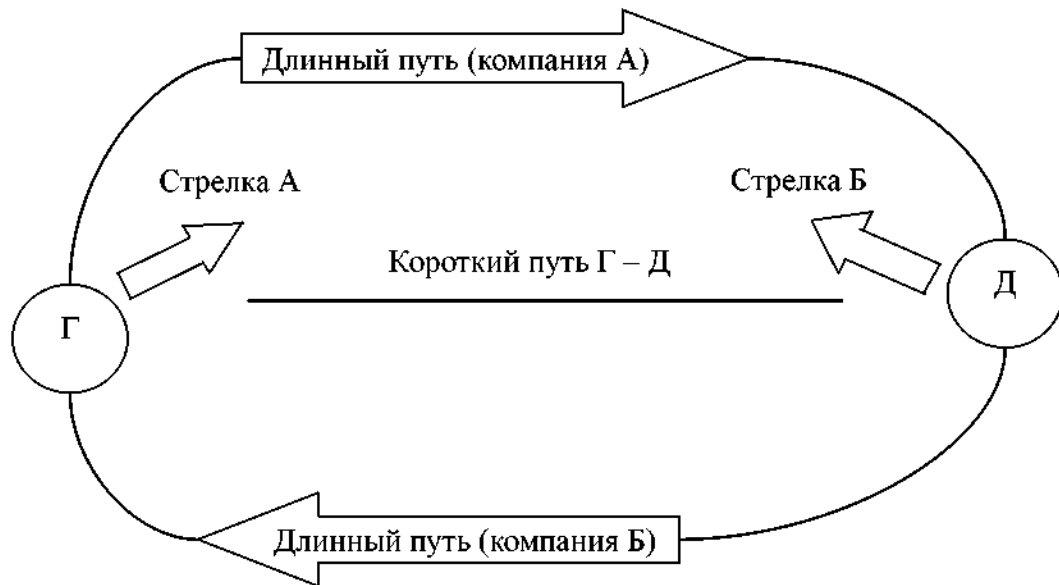 Длинный путь (компания А)
Стрелка А
Стрелка Б
Короткий путь Г – Д
Г
Д
Длинный путь (компания Б)